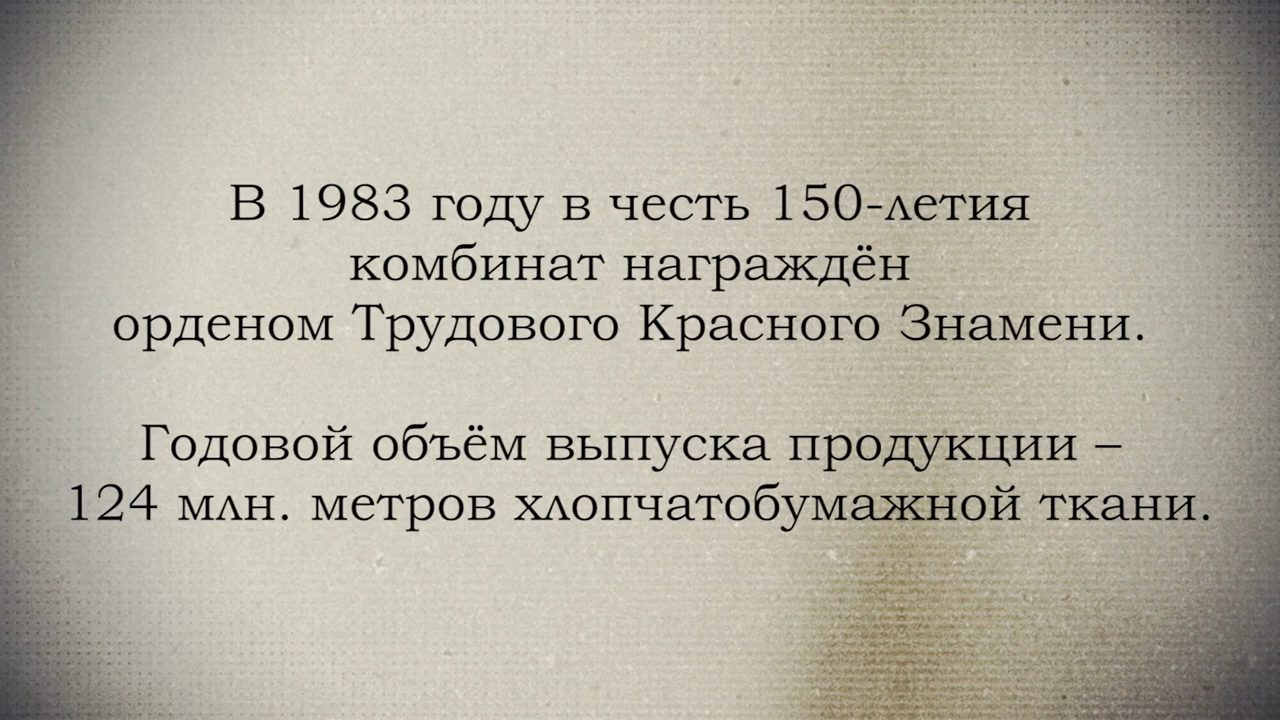 В 1983 году в честь 150-летия
комбинат награждён
орденом Трудового Красного Знамени.
Годовой объём выпуска продукции –
124 млн. метров хлопчатобумажной ткани.